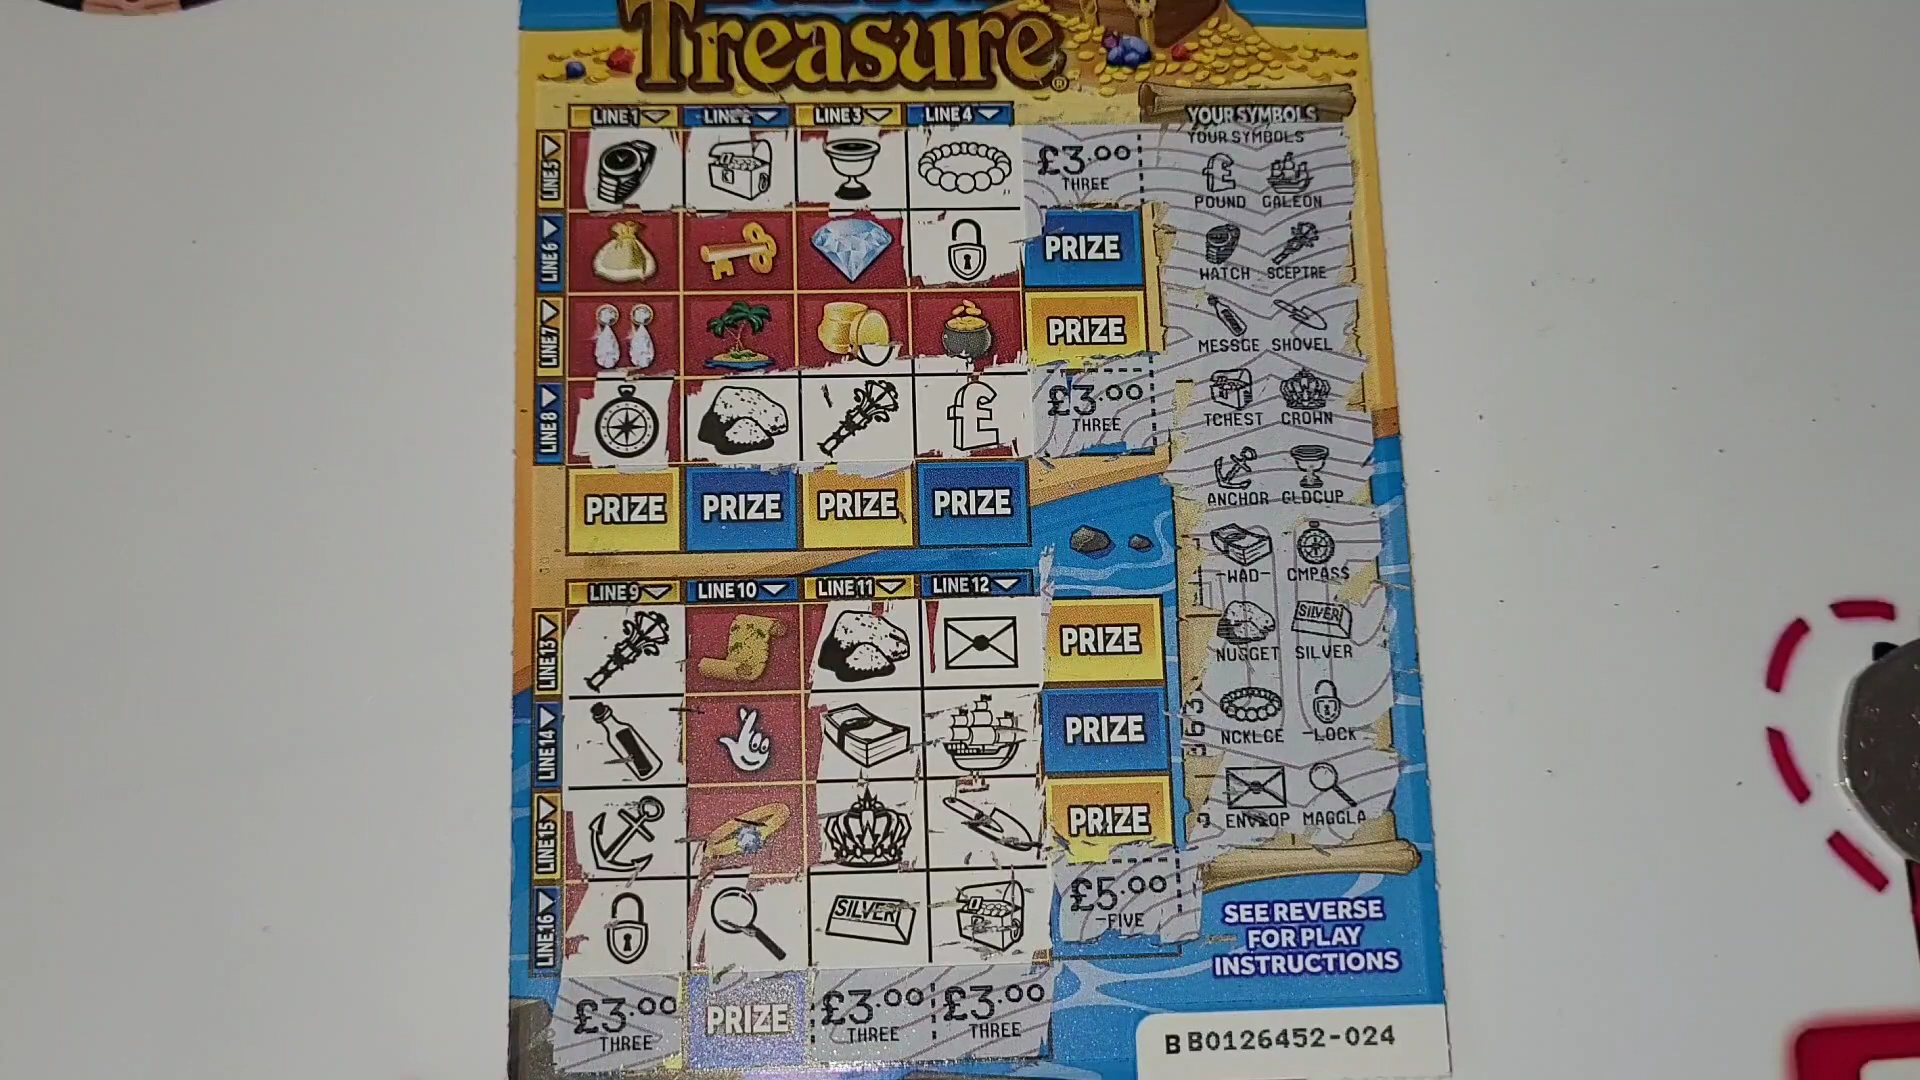 Treasure®
LINE 1 LINE 2 LINE 3 LINE 4
YOUR SYMBOLS
YOUR SYMBOLS
LINE 5
£3.00
THREE
£
POUND GALEON
LINE 6
PRIZE
WATCH SCEPTRE
LINE 7
PRIZE
MESSGE SHOVEL
LINE 8
£
£3.00
THREE
TCHEST CROWN
PRIZE PRIZE PRIZE PRIZE
ANCHOR GLDCUP
-WAD- CMPASS
LINE 9 LINE 10 LINE 11 LINE 12
LINE 13
PRIZE
SILVER
NUGGET SILVER
LINE 14
PRIZE
NCKLCE -LOCK-
LINE 15
PRIZE
ENVLOP MAGGLA
LINE 16
SILVER
£5.00
-FIVE
SEE REVERSE
FOR PLAY
INSTRUCTIONS
£3.00 PRIZE £3.00 £3.00
THREE THREE THREE
B B0126452-024